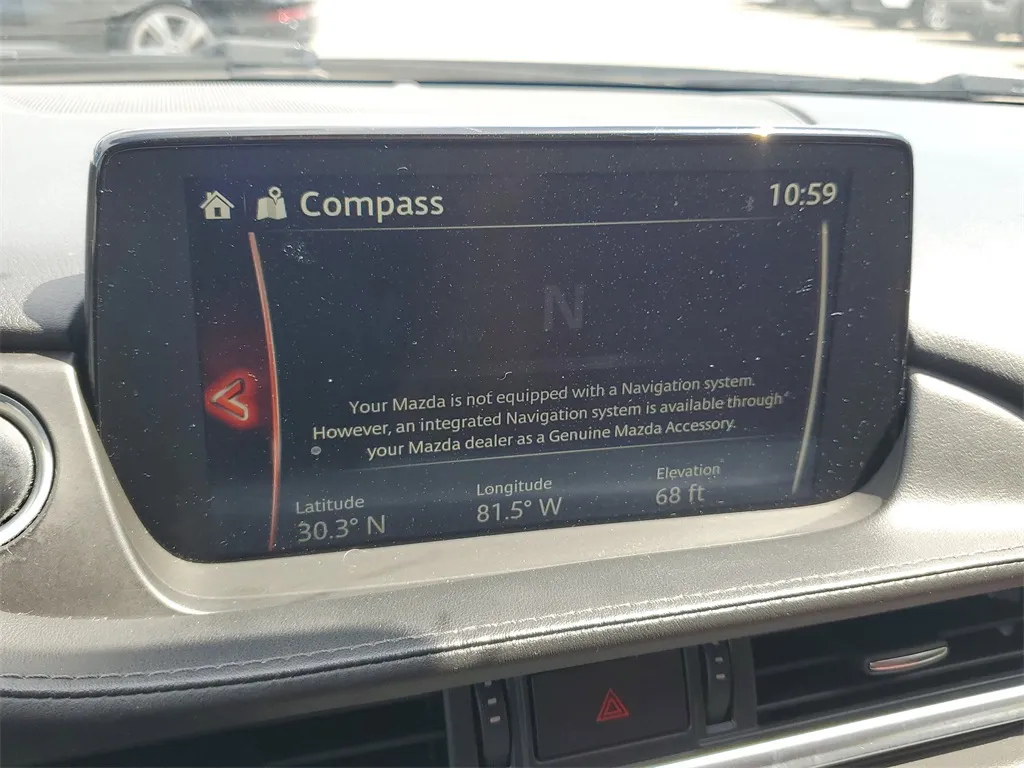 Compass
10:59
N
Your Mazda is not equipped with a Navigation system.
However, an integrated Navigation system is available through
your Mazda dealer as a Genuine Mazda Accessory.
Latitude
30.3° N
Longitude
81.5° W
Elevation
68 ft